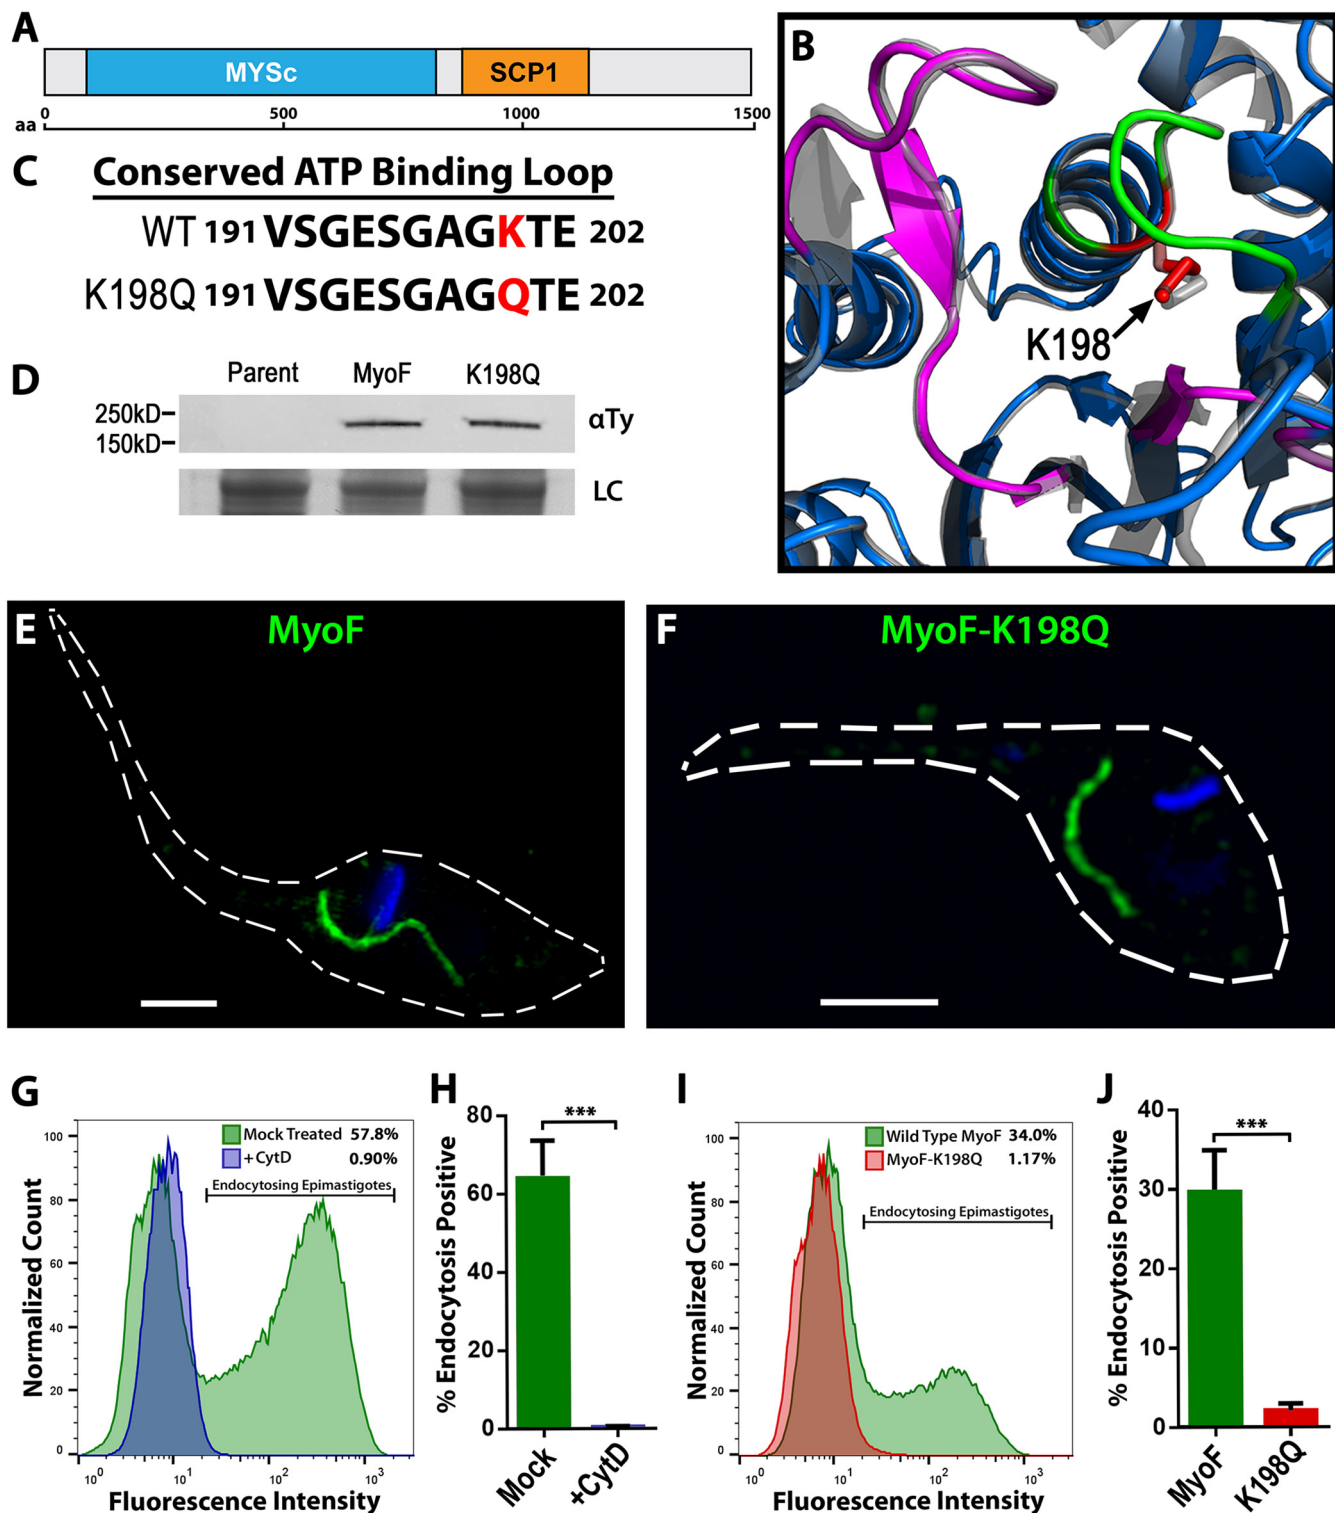 A
MYSc
SCP1
0 500 1000 1500
aa
B
K198
C
Conserved ATP Binding Loop
WT 191 VSGESGAGKTE 202
K198Q 191 VSGESGAGQTE 202
D
Parent MyoF K198Q
250kD
150kD
αTy
LC
E
MyoF
F
MyoF-K198Q
G
Mock Treated 57.8%
+CytD 0.90%
Endocytosing Epimastigotes
Normalized Count
100
80
60
40
20
0
10⁰ 10¹ 10² 10³
Fluorescence Intensity
H
***
% Endocytosis Positive
80
60
40
20
0
Mock
+CytD
I
Wild Type MyoF 34.0%
MyoF-K198Q 1.17%
Endocytosing Epimastigotes
Normalized Count
100
80
60
40
20
0
10⁰ 10¹ 10² 10³
Fluorescence Intensity
J
***
% Endocytosis Positive
40
30
20
10
0
MyoF
K198Q